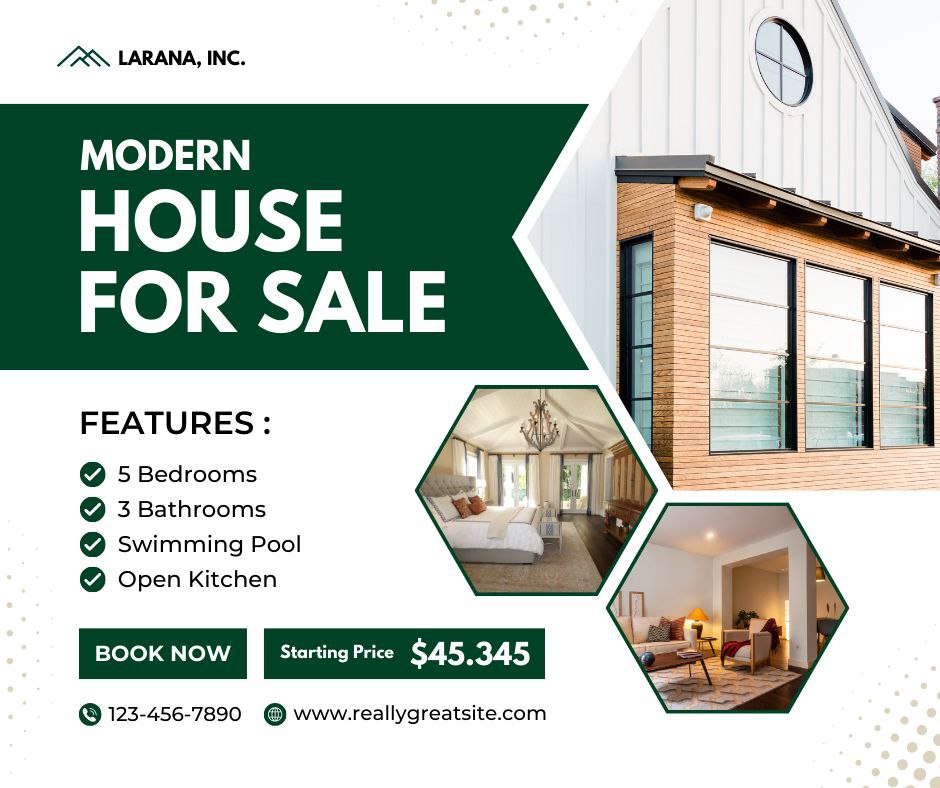 LARANA, INC.
MODERN
HOUSE
FOR SALE
FEATURES :
5 Bedrooms
3 Bathrooms
Swimming Pool
Open Kitchen
BOOK NOW
Starting Price $45.345
123-456-7890
www.reallygreatsite.com